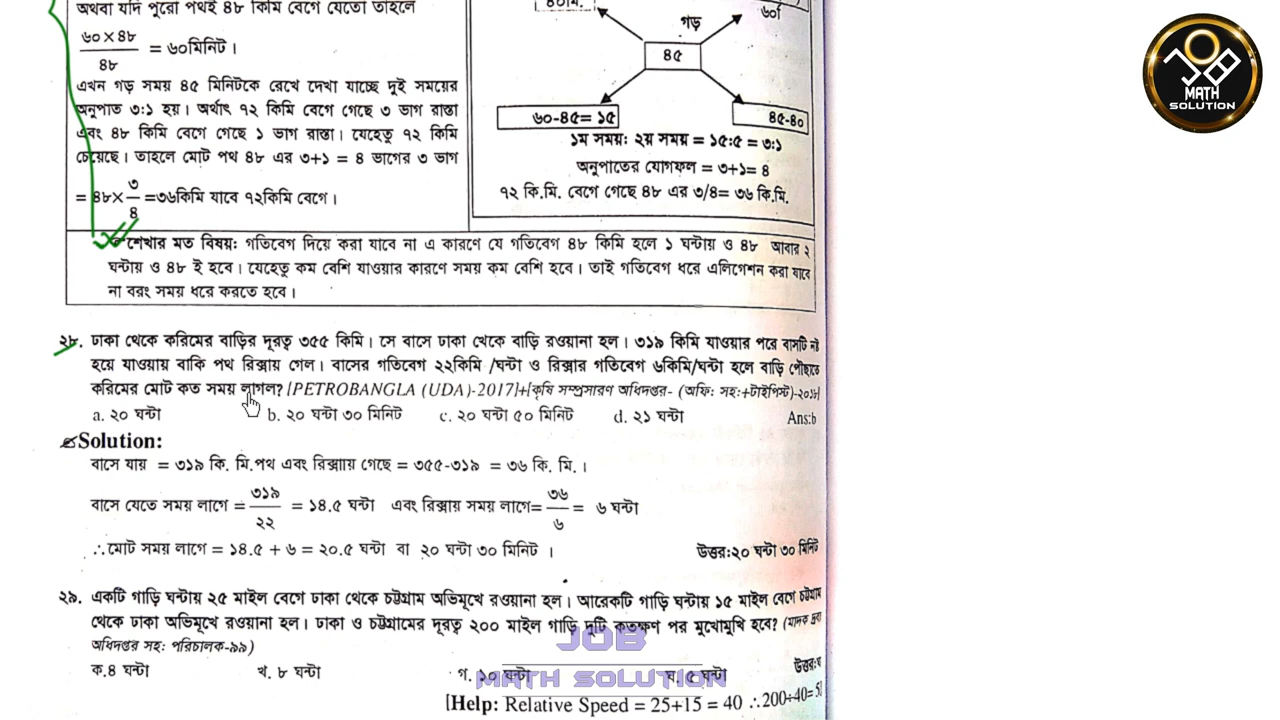 অথবা যদি পুরো পথই ৪৮ কিমি বেগে যেতো তাহলে
৬০ × ৪৮ / ৪৮ = ৬০মিনিট।
এখন গড় সময় ৪৫ মিনিটকে রেখে দেখা যাচ্ছে দুই সময়ের
অনুপাত ৩:১ হয়। অর্থাৎ ৭২ কিমি বেগে গেছে ৩ ভাগ রাস্তা
এবং ৪৮ কিমি বেগে গেছে ১ ভাগ রাস্তা। যেহেতু ৭২ কিমি
চেয়েছে। তাহলে মোট পথ ৪৮ এর ৩+১ = ৪ ভাগের ৩ ভাগ
= ৪৮× ৩/৪ =৩৬কিমি যাবে ৭২কিমি বেগে।
৪০মি.
গড়
৬০মি
৪৫
৬০-৪৫= ১৫
৪৫-৪০
১ম সময়: ২য় সময় = ১৫:৫ = ৩:১
অনুপাতের যোগফল = ৩+১= ৪
৭২ কি.মি. বেগে গেছে ৪৮ এর ৩/৪= ৩৬ কি.মি.
শেখার মত বিষয়: গতিবেগ দিয়ে করা যাবে না এ কারণে যে গতিবেগ ৪৮ কিমি হলে ১ ঘন্টায় ও ৪৮ আবার ২
ঘন্টায় ও ৪৮ ই হবে। যেহেতু কম বেশি যাওয়ার কারণে সময় কম বেশি হবে। তাই গতিবেগ ধরে এলিগেশন করা যাবে
না বরং সময় ধরে করতে হবে।
২৮. ঢাকা থেকে করিমের বাড়ির দূরত্ব ৩৫৫ কিমি। সে বাসে ঢাকা থেকে বাড়ি রওয়ানা হল। ৩১৯ কিমি যাওয়ার পরে বাসটি নষ্ট
হয়ে যাওয়ায় বাকি পথ রিক্সায় গেল। বাসের গতিবেগ ২২কিমি /ঘন্টা ও রিক্সার গতিবেগ ৬কিমি/ঘন্টা হলে বাড়ি পৌছাতে
করিমের মোট কত সময় লাগল? [PETROBANGLA (UDA)-2017]+[কৃষি সম্প্রসারণ অধিদপ্তর- (অফি: সহ:+টাইপিস্ট)-২০১৮]
a. ২০ ঘন্টা b. ২০ ঘন্টা ৩০ মিনিট c. ২০ ঘন্টা ৫০ মিনিট d. ২১ ঘন্টা Ans:b
Solution:
বাসে যায় = ৩১৯ কি. মি.পথ এবং রিক্সাায় গেছে = ৩৫৫-৩১৯ = ৩৬ কি. মি. ।
বাসে যেতে সময় লাগে = ৩১৯/২২ = ১৪.৫ ঘন্টা এবং রিক্সায় সময় লাগে= ৩৬/৬ = ৬ ঘন্টা
∴মোট সময় লাগে = ১৪.৫ + ৬ = ২০.৫ ঘন্টা বা ২০ ঘন্টা ৩০ মিনিট । উত্তর:২০ ঘন্টা ৩০ মিনিট
২৯. একটি গাড়ি ঘন্টায় ২৫ মাইল বেগে ঢাকা থেকে চট্টগ্রাম অভিমূখে রওয়ানা হল। আরেকটি গাড়ি ঘন্টায় ১৫ মাইল বেগে চট্টগ্রাম
থেকে ঢাকা অভিমূখে রওয়ানা হল। ঢাকা ও চট্টগ্রামের দূরত্ব ২০০ মাইল গাড়ি দুটি কতক্ষণ পর মুখোমুখি হবে? (মাদক দ্রব্য
অধিদপ্তর সহ: পরিচালক-৯৯)
ক.৪ ঘন্টা খ. ৮ ঘন্টা গ. ১০ ঘন্টা ঘ. ৫ ঘন্টা উত্তর:ঘ
[Help: Relative Speed = 25+15 = 40 ∴200÷40= 5]
JOB
MATH SOLUTION
MATH
SOLUTION